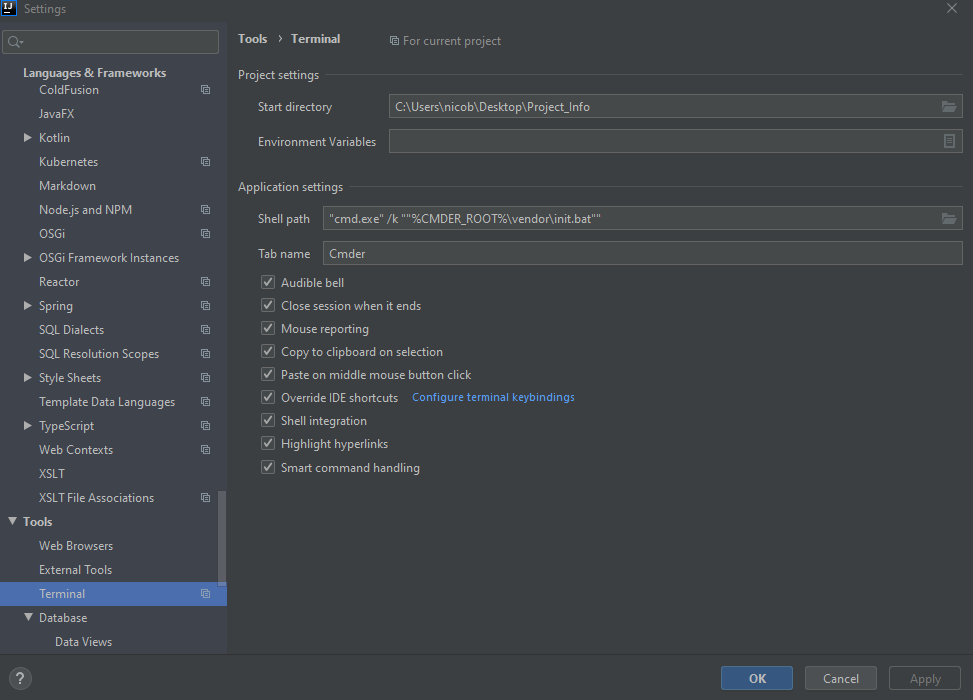 IJ
Settings
Languages & Frameworks
ColdFusion
JavaFX
Kotlin
Kubernetes
Markdown
Node.js and NPM
OSGi
OSGi Framework Instances
Reactor
Spring
SQL Dialects
SQL Resolution Scopes
Style Sheets
Template Data Languages
TypeScript
Web Contexts
XSLT
XSLT File Associations
Tools
Web Browsers
External Tools
Terminal
Database
Data Views
Tools › Terminal For current project
Project settings
Start directory C:\Users\nicob\Desktop\Project_Info
Environment Variables
Application settings
Shell path "cmd.exe" /k ""%CMDER_ROOT%\vendor\init.bat""
Tab name Cmder
Audible bell
Close session when it ends
Mouse reporting
Copy to clipboard on selection
Paste on middle mouse button click
Override IDE shortcuts Configure terminal keybindings
Shell integration
Highlight hyperlinks
Smart command handling
? OK Cancel Apply